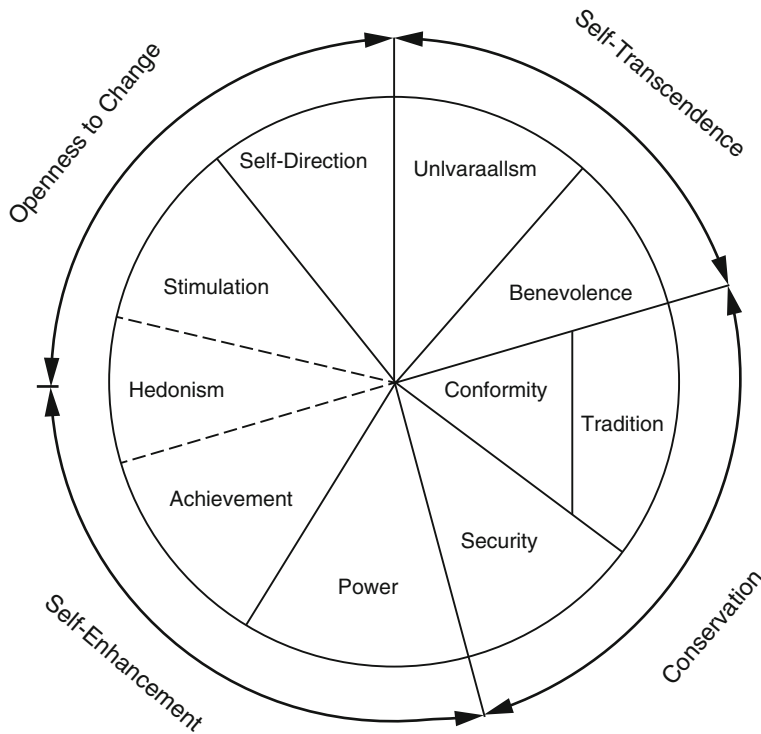 Openness to Change
Self-Transcendence
Self-Direction
Unlvaraallsm
Stimulation
Benevolence
Hedonism
Conformity
Tradition
Achievement
Security
Power
Self-Enhancement
Conservation